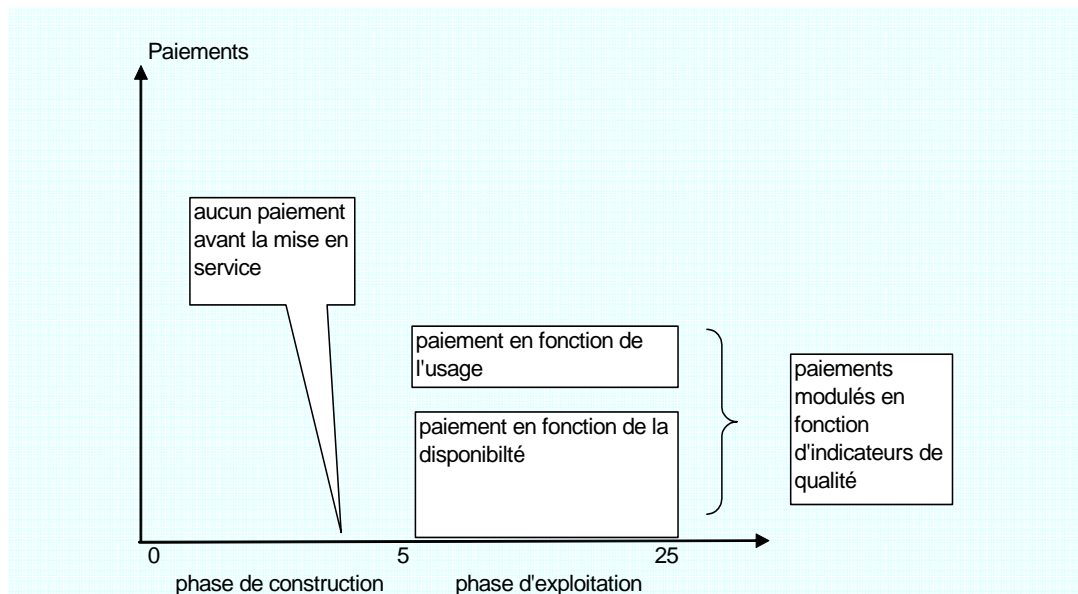 Paiements
aucun paiement
avant la mise en
service
paiement en fonction de
l'usage
paiement en fonction de la
disponibilté
paiements
modulés en
fonction
d'indicateurs de
qualité
0
5
25
phase de construction
phase d'exploitation